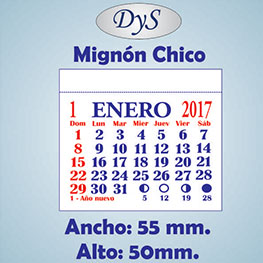 DyS
Mignón Chico
1 ENERO 2017
Dom Lun Mar Mier Juev Vier Sáb
1 2 3 4 5 6 7
8 9 10 11 12 13 14
15 16 17 18 19 20 21
22 23 24 25 26 27 28
29 30 31 5 12 19 28
1 - Año nuevo
Ancho: 55 mm.
Alto: 50mm.